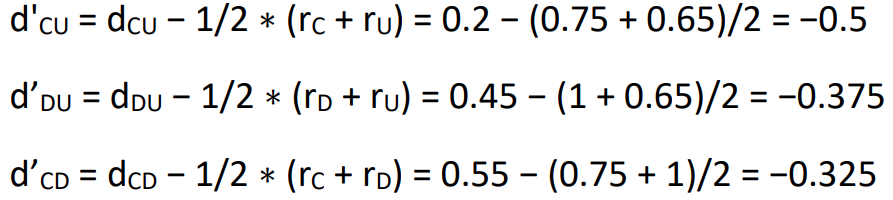 d'CU = dCU − 1/2 * (rC + rU) = 0.2 − (0.75 + 0.65)/2 = −0.5
d’DU = dDU − 1/2 * (rD + rU) = 0.45 − (1 + 0.65)/2 = −0.375
d’CD = dCD − 1/2 * (rC + rD) = 0.55 − (0.75 + 1)/2 = −0.325